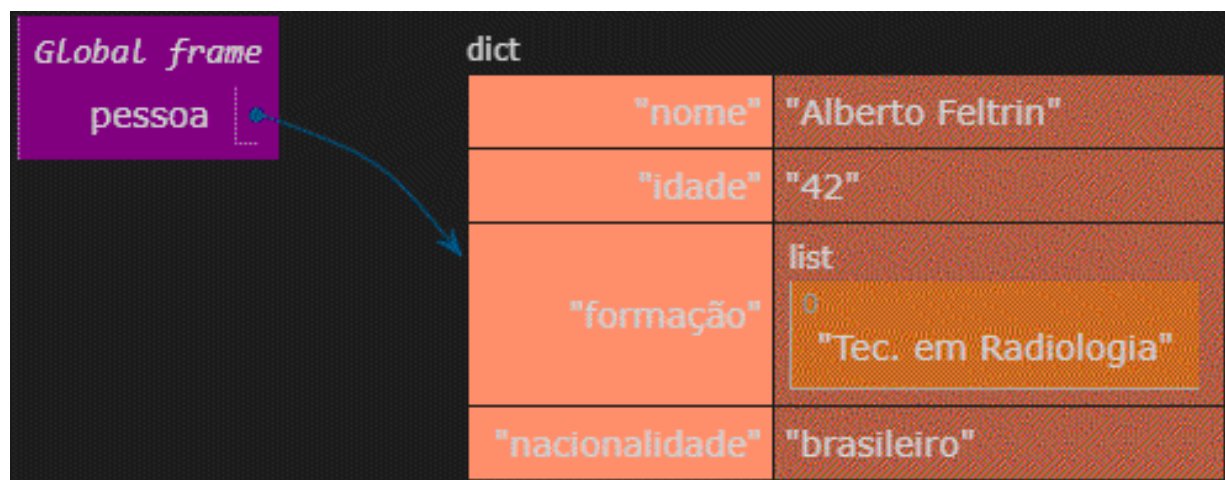 Global frame
pessoa
dict
"nome" "Alberto Feltrin"
"idade" "42"
list
"formação"
0
"Tec. em Radiologia"
"nacionalidade" "brasileiro"